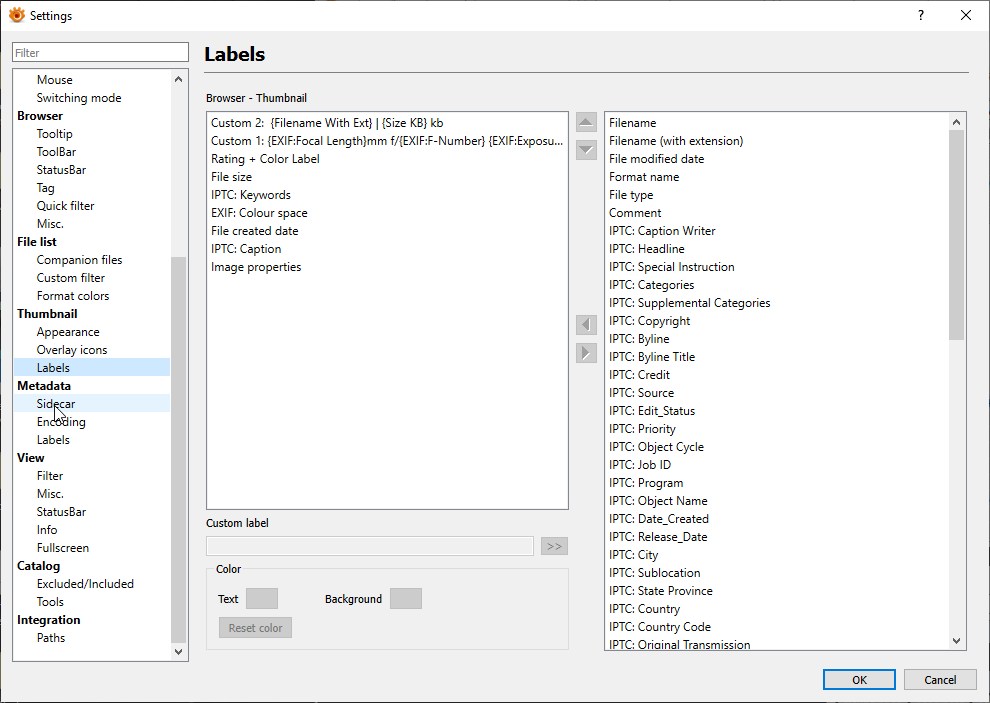 Settings
?
Filter
Mouse
Switching mode
Browser
Tooltip
ToolBar
StatusBar
Tag
Quick filter
Misc.
File list
Companion files
Custom filter
Format colors
Thumbnail
Appearance
Overlay icons
Labels
Metadata
Sidecar
Encoding
Labels
View
Filter
Misc.
StatusBar
Info
Fullscreen
Catalog
Excluded/Included
Tools
Integration
Paths
Labels
Browser - Thumbnail
Custom 2:  {Filename With Ext} | {Size KB} kb
Custom 1: {EXIF:Focal Length}mm f/{EXIF:F-Number} {EXIF:Exposu...
Rating + Color Label
File size
IPTC: Keywords
EXIF: Colour space
File created date
IPTC: Caption
Image properties
Custom label
>>
Color
Text
Background
Reset color
Filename
Filename (with extension)
File modified date
Format name
File type
Comment
IPTC: Caption Writer
IPTC: Headline
IPTC: Special Instruction
IPTC: Categories
IPTC: Supplemental Categories
IPTC: Copyright
IPTC: Byline
IPTC: Byline Title
IPTC: Credit
IPTC: Source
IPTC: Edit_Status
IPTC: Priority
IPTC: Object Cycle
IPTC: Job ID
IPTC: Program
IPTC: Object Name
IPTC: Date_Created
IPTC: Release_Date
IPTC: City
IPTC: Sublocation
IPTC: State Province
IPTC: Country
IPTC: Country Code
IPTC: Original Transmission
OK
Cancel